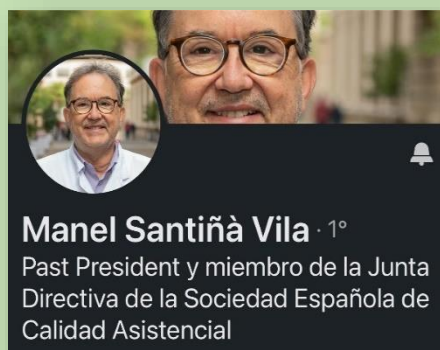 Manel Santiñà Vila · 1º
Past President y miembro de la Junta
Directiva de la Sociedad Española de
Calidad Asistencial